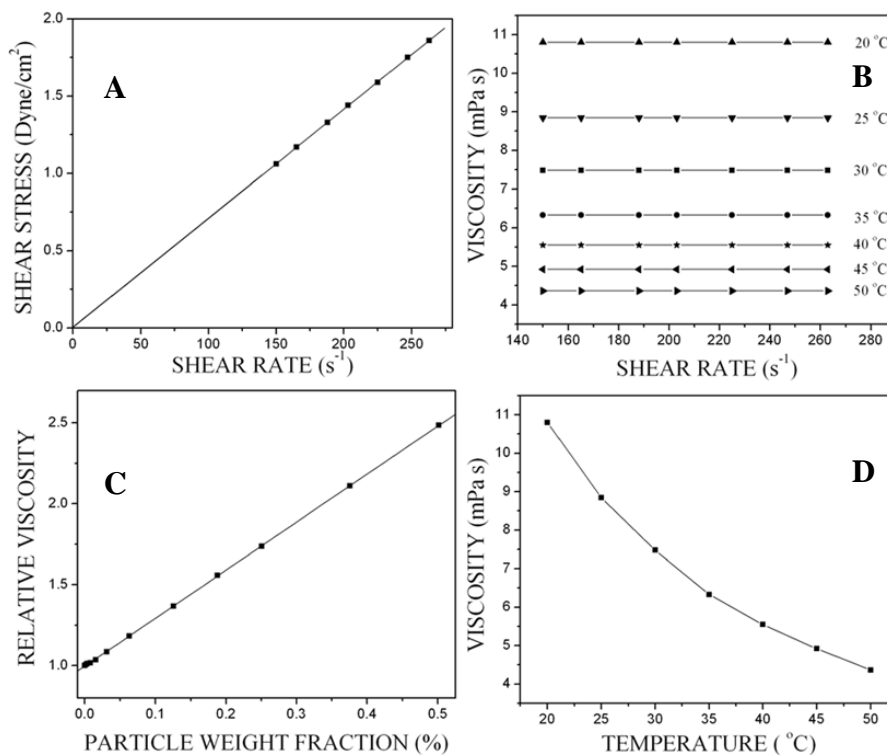 A
SHEAR STRESS (Dyne/cm²)
2.0
1.5
1.0
0.5
0.0
0 50 100 150 200 250
SHEAR RATE (s⁻¹)
B
VISCOSITY (mPa s)
11
10
9
8
7
6
5
4
20 °C
25 °C
30 °C
35 °C
40 °C
45 °C
50 °C
140 160 180 200 220 240 260 280
SHEAR RATE (s⁻¹)
C
RELATIVE VISCOSITY
2.5
2.0
1.5
1.0
0.0 0.1 0.2 0.3 0.4 0.5
PARTICLE WEIGHT FRACTION (%)
D
VISCOSITY (mPa s)
11
10
9
8
7
6
5
4
20 25 30 35 40 45 50
TEMPERATURE ( °C)